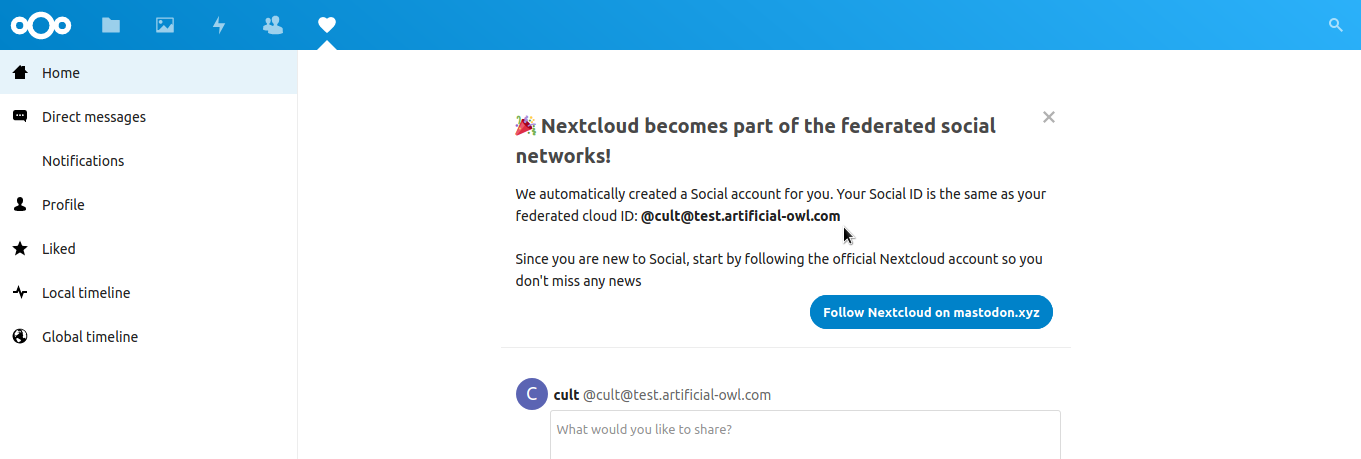 Home
Direct messages
Notifications
Profile
Liked
Local timeline
Global timeline
🎉 Nextcloud becomes part of the federated social
networks!
We automatically created a Social account for you. Your Social ID is the same as your
federated cloud ID: @cult@test.artificial-owl.com
Since you are new to Social, start by following the official Nextcloud account so you
don't miss any news
Follow Nextcloud on mastodon.xyz
C cult @cult@test.artificial-owl.com
What would you like to share?